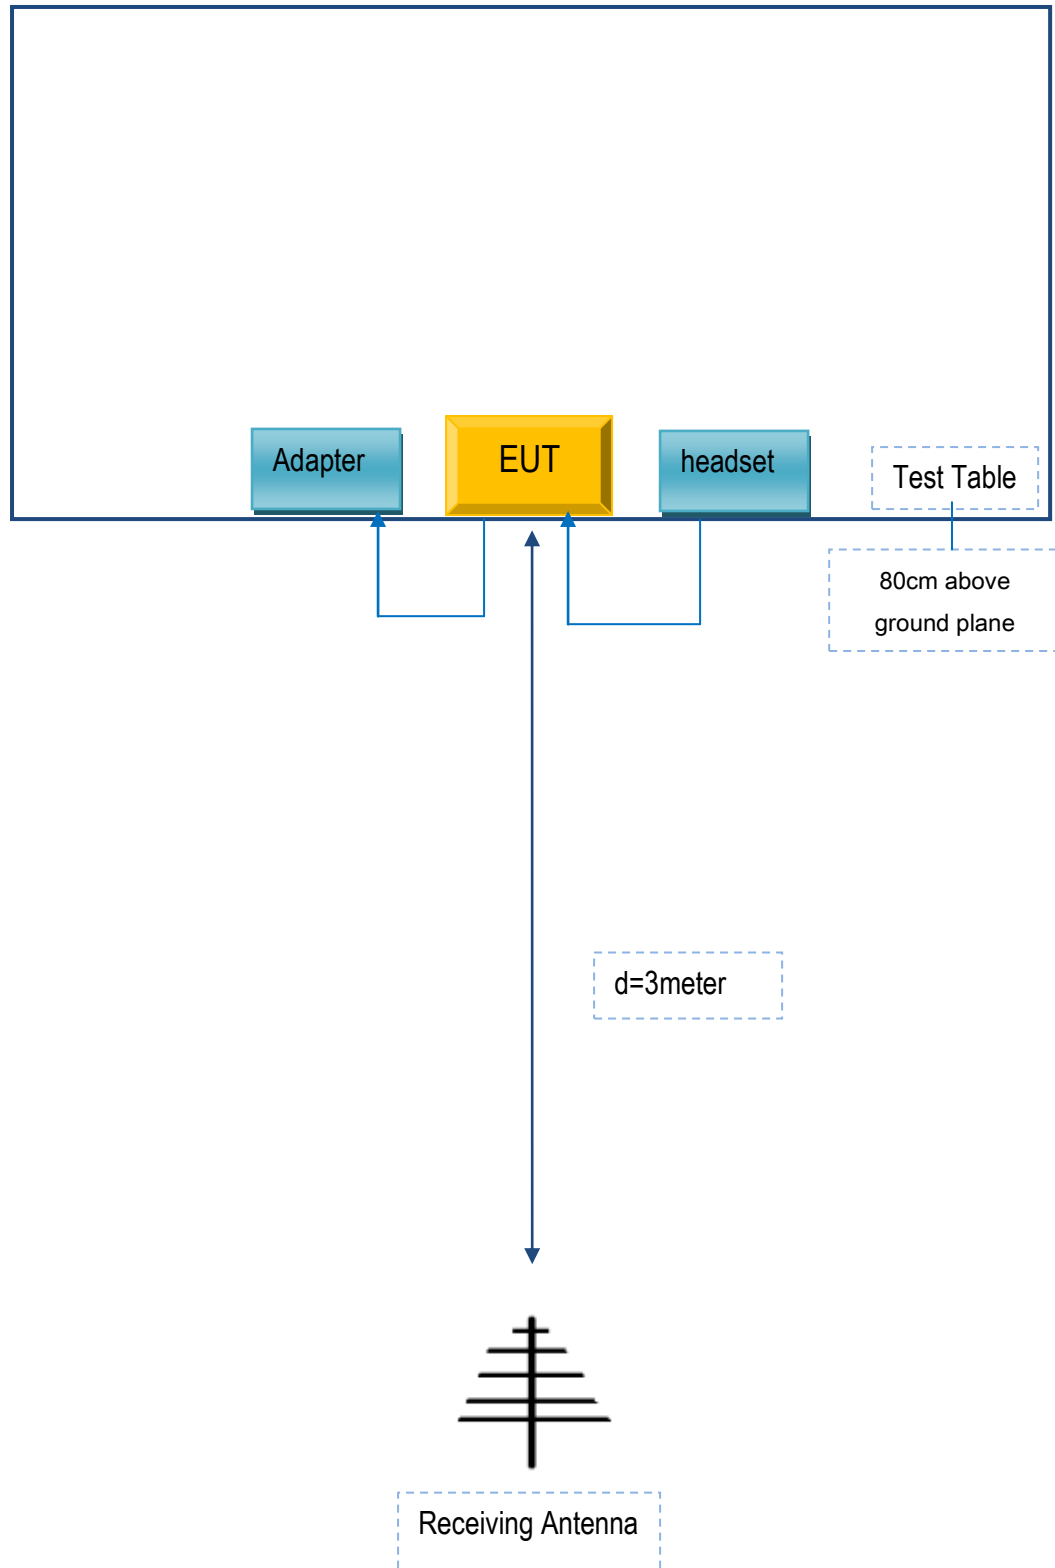 Adapter
EUT
headset
Test Table
80cm above
ground plane
d=3meter
Receiving Antenna